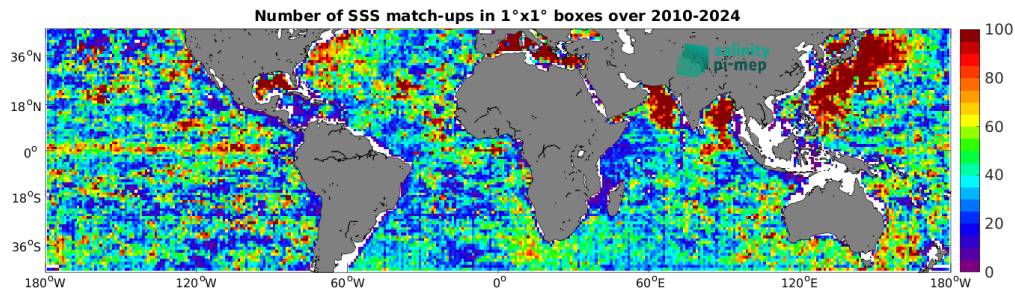 Number of SSS match-ups in 1°x1° boxes over 2010-2024
salinity
pi-mep
36°N
18°N
0°
18°S
36°S
180°W 120°W 60°W 0° 60°E 120°E 180°W
100
80
60
40
20
0